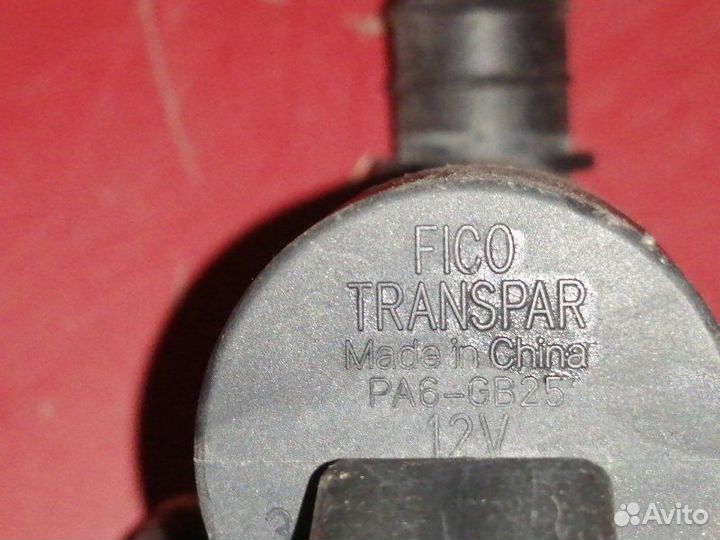 FICO
TRANSPAR
Made in China
PA6-GB25
12V
Avito